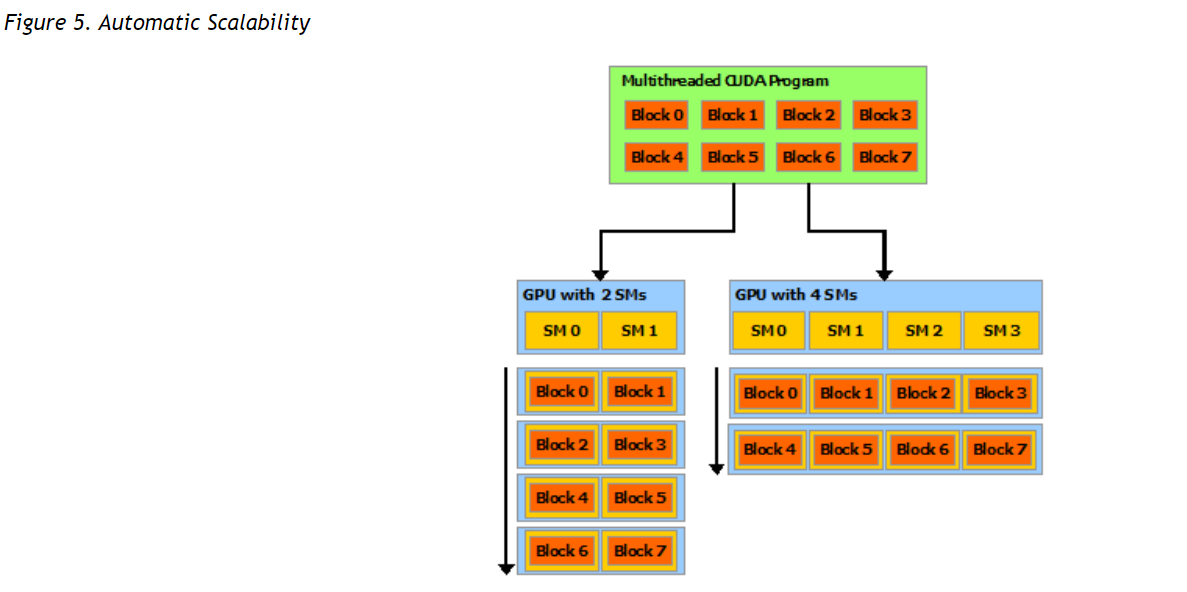 Figure 5. Automatic Scalability
Multithreaded CUDA Program
Block 0 Block 1 Block 2 Block 3
Block 4 Block 5 Block 6 Block 7
GPU with 2 SMs
SM 0 SM 1
Block 0 Block 1
Block 2 Block 3
Block 4 Block 5
Block 6 Block 7
GPU with 4 SMs
SM 0 SM 1 SM 2 SM 3
Block 0 Block 1 Block 2 Block 3
Block 4 Block 5 Block 6 Block 7